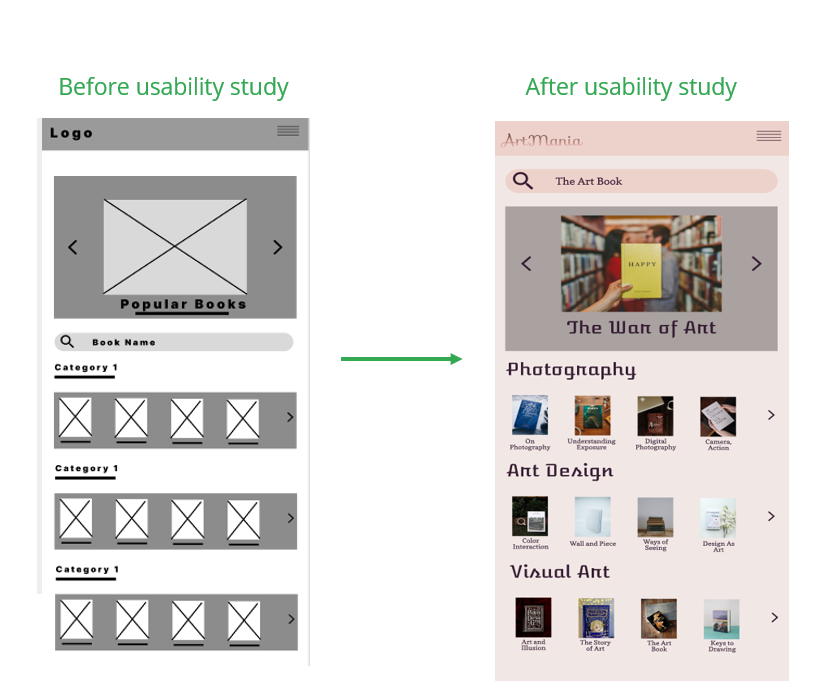 Before usability study
After usability study
Logo
Popular Books
Book Name
Category 1
Category 1
Category 1
ArtMania
The Art Book
HAPPY
The War of Art
Photography
On
Photography
Understanding
Exposure
Digital
Photography
Camera,
Action
Art Design
Color
Interaction
Wall and Piece
Ways of
Seeing
Design As
Art
Visual Art
Art and
Illusion
The Story
of Art
The Art
Book
Keys to
Drawing